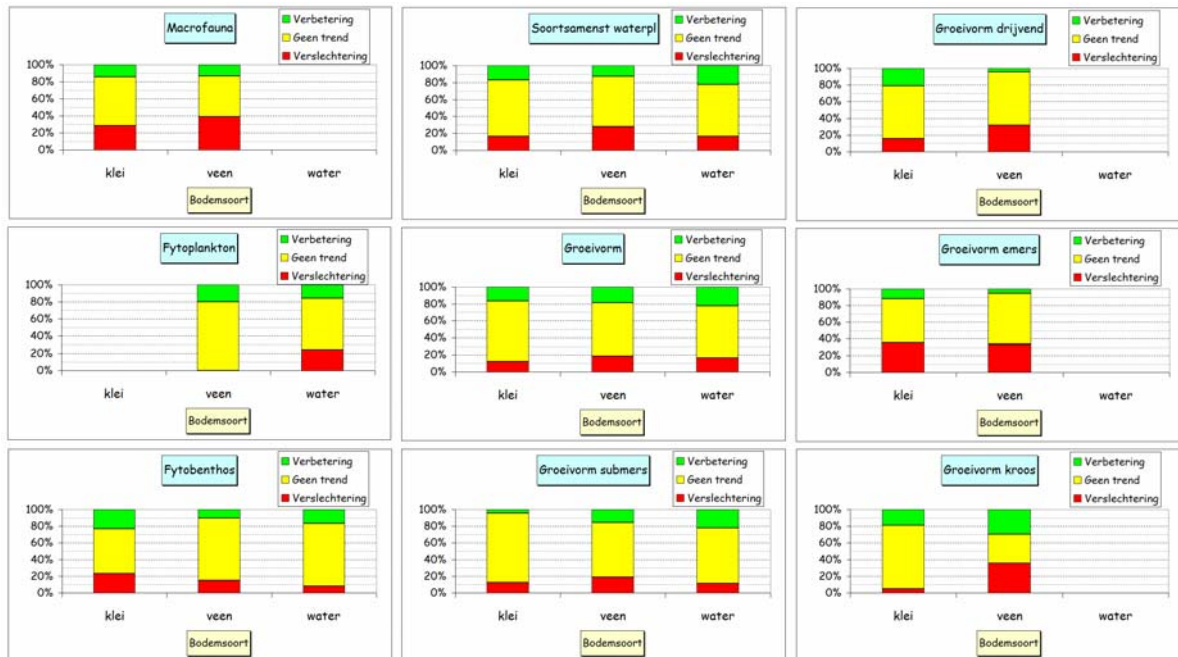 Macrofauna
Verbetering
Geen trend
Verslechtering
100%
80%
60%
40%
20%
0%
klei veen water
Bodemsoort
Soortsamenst waterpl
Verbetering
Geen trend
Verslechtering
100%
80%
60%
40%
20%
0%
klei veen water
Bodemsoort
Groeivorm drijvend
Verbetering
Geen trend
Verslechtering
100%
80%
60%
40%
20%
0%
klei veen water
Bodemsoort
Fytoplankton
Verbetering
Geen trend
Verslechtering
100%
80%
60%
40%
20%
0%
klei veen water
Bodemsoort
Groeivorm
Verbetering
Geen trend
Verslechtering
100%
80%
60%
40%
20%
0%
klei veen water
Bodemsoort
Groeivorm emers
Verbetering
Geen trend
Verslechtering
100%
80%
60%
40%
20%
0%
klei veen water
Bodemsoort
Fytobenthos
Verbetering
Geen trend
Verslechtering
100%
80%
60%
40%
20%
0%
klei veen water
Bodemsoort
Groeivorm submers
Verbetering
Geen trend
Verslechtering
100%
80%
60%
40%
20%
0%
klei veen water
Bodemsoort
Groeivorm kroos
Verbetering
Geen trend
Verslechtering
100%
80%
60%
40%
20%
0%
klei veen water
Bodemsoort